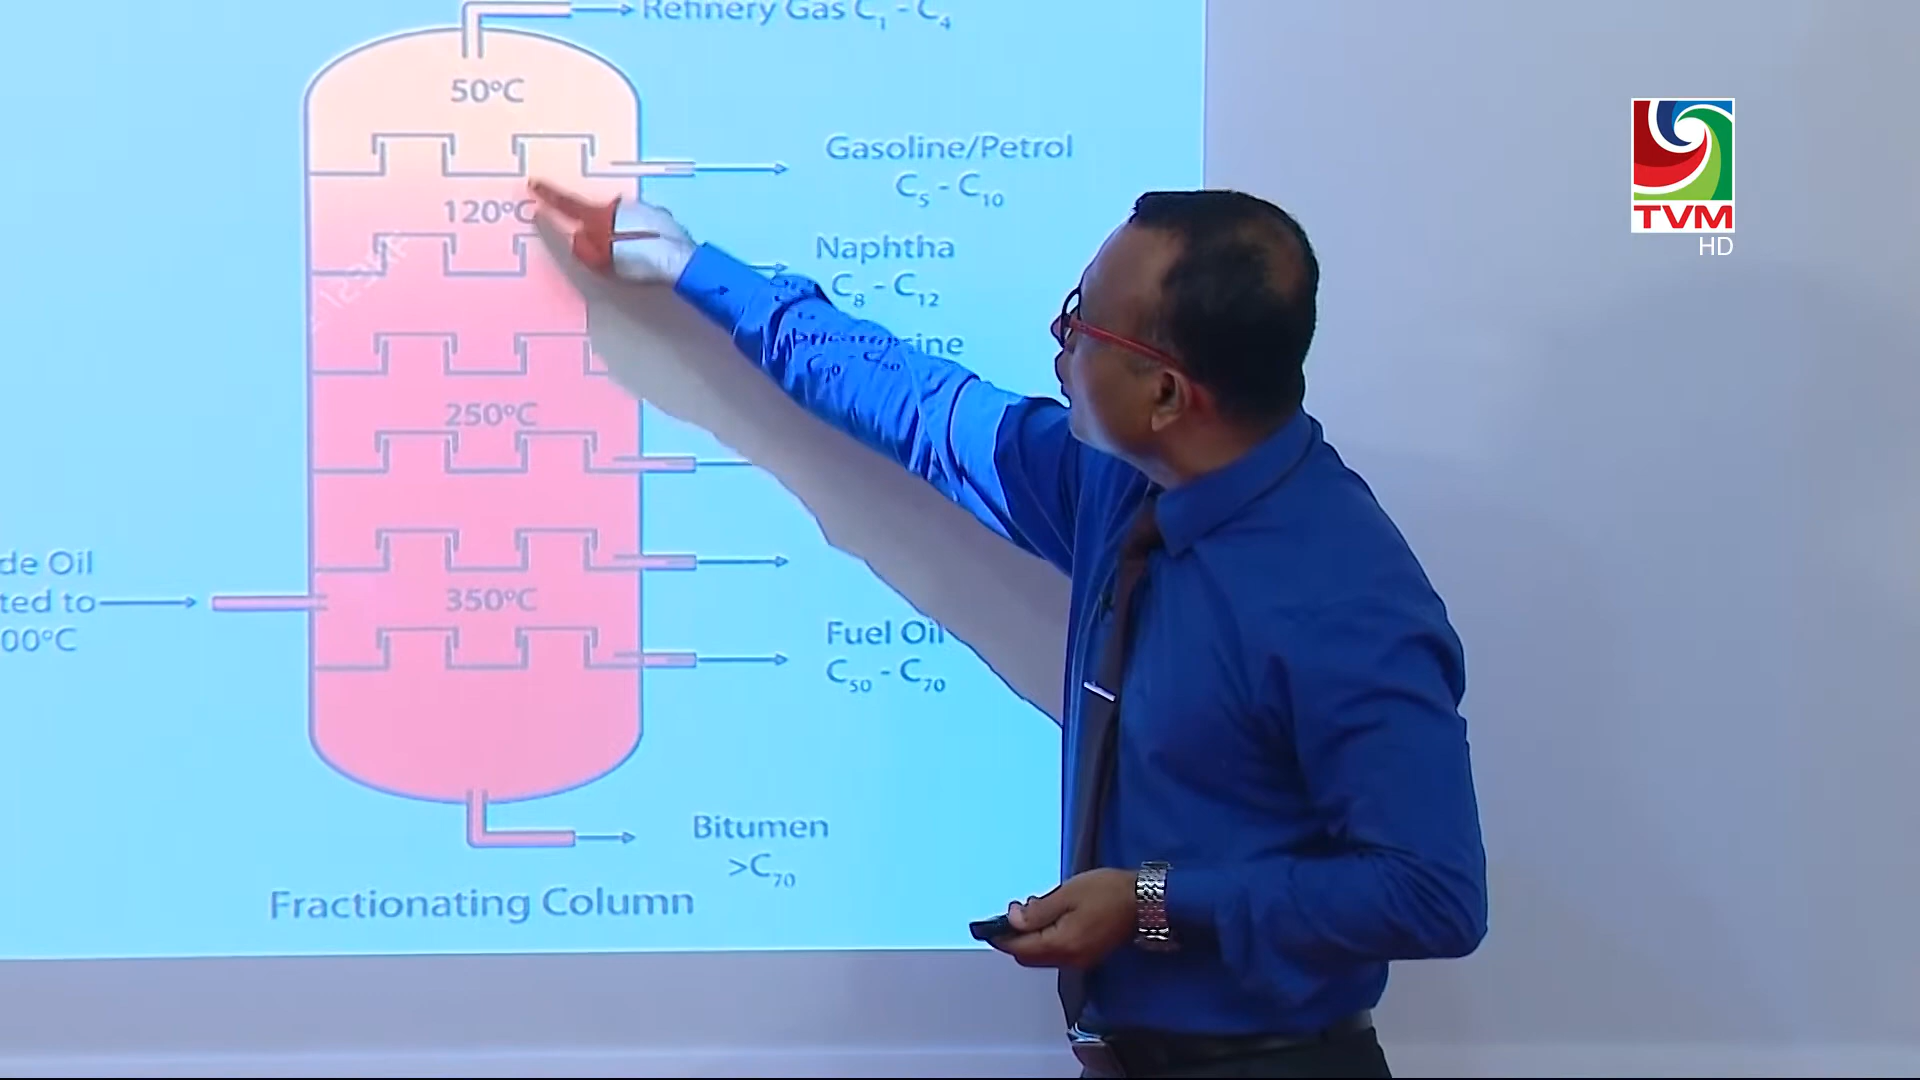 Refinery Gas C₁ - C₄
50°C
Gasoline/Petrol
C₅ - C₁₀
120°C
Naphtha
C₈ - C₁₂
250°C
de Oil
ted to
00°C
350°C
Fuel Oil
C₅₀ - C₇₀
Bitumen
>C₇₀
Fractionating Column
TVM
HD